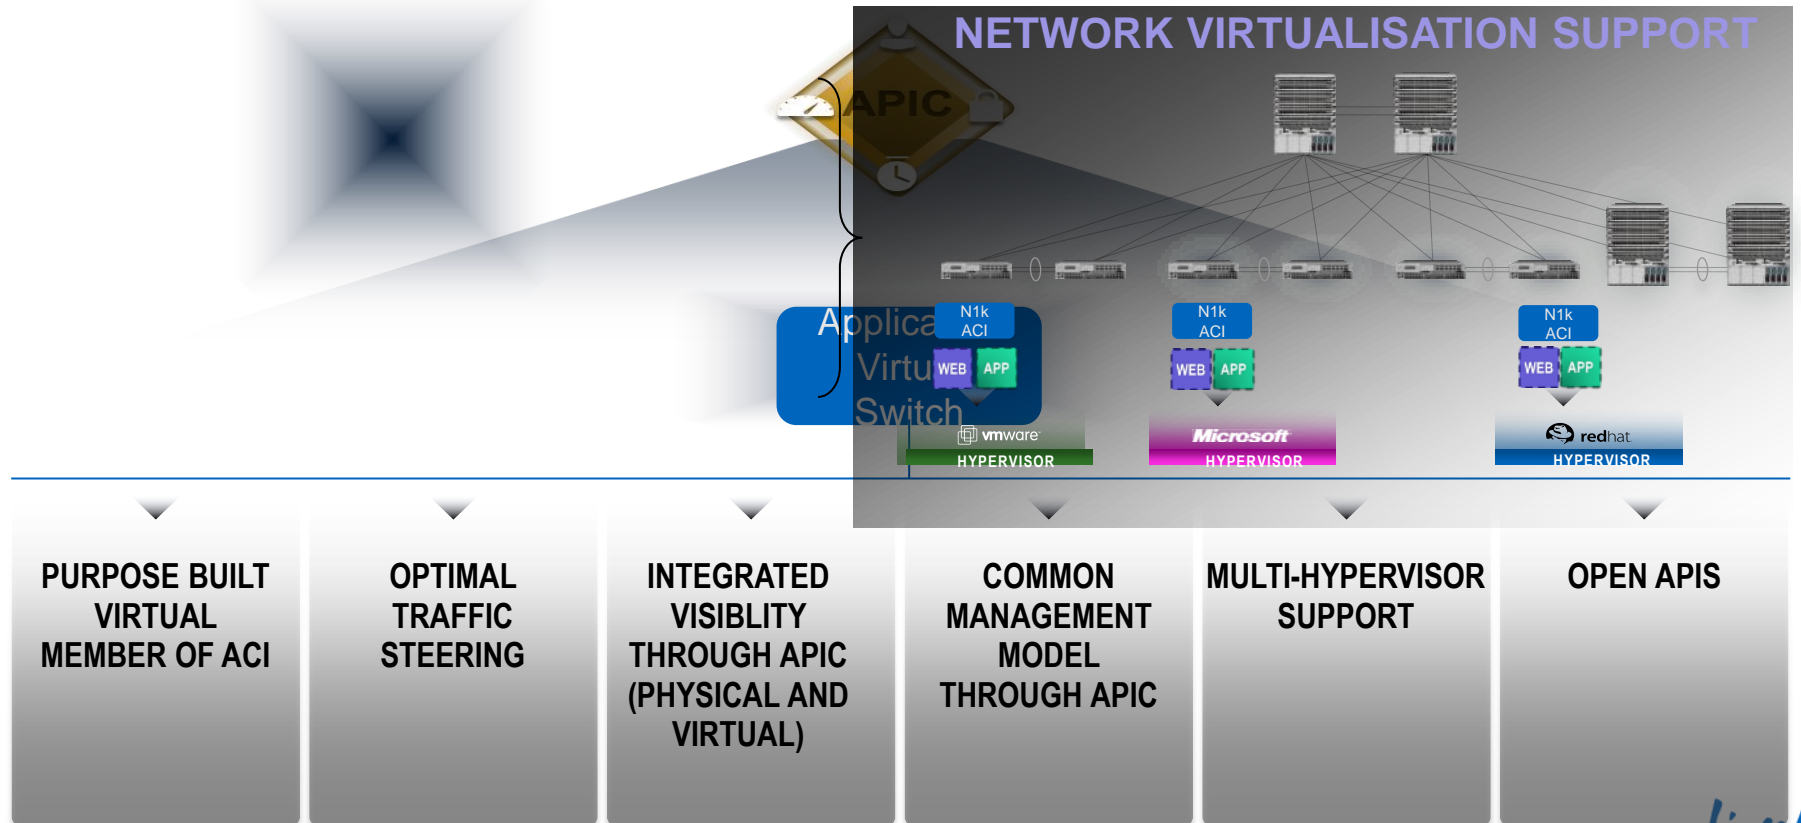 NETWORK VIRTUALISATION SUPPORT
APIC
Applica
Virtu
Switch
N1k
ACI
WEB APP
vmware
HYPERVISOR
N1k
ACI
WEB APP
Microsoft
HYPERVISOR
N1k
ACI
WEB APP
redhat
HYPERVISOR
PURPOSE BUILT
VIRTUAL
MEMBER OF ACI
OPTIMAL
TRAFFIC
STEERING
INTEGRATED
VISIBLITY
THROUGH APIC
(PHYSICAL AND
VIRTUAL)
COMMON
MANAGEMENT
MODEL
THROUGH APIC
MULTI-HYPERVISOR
SUPPORT
OPEN APIS